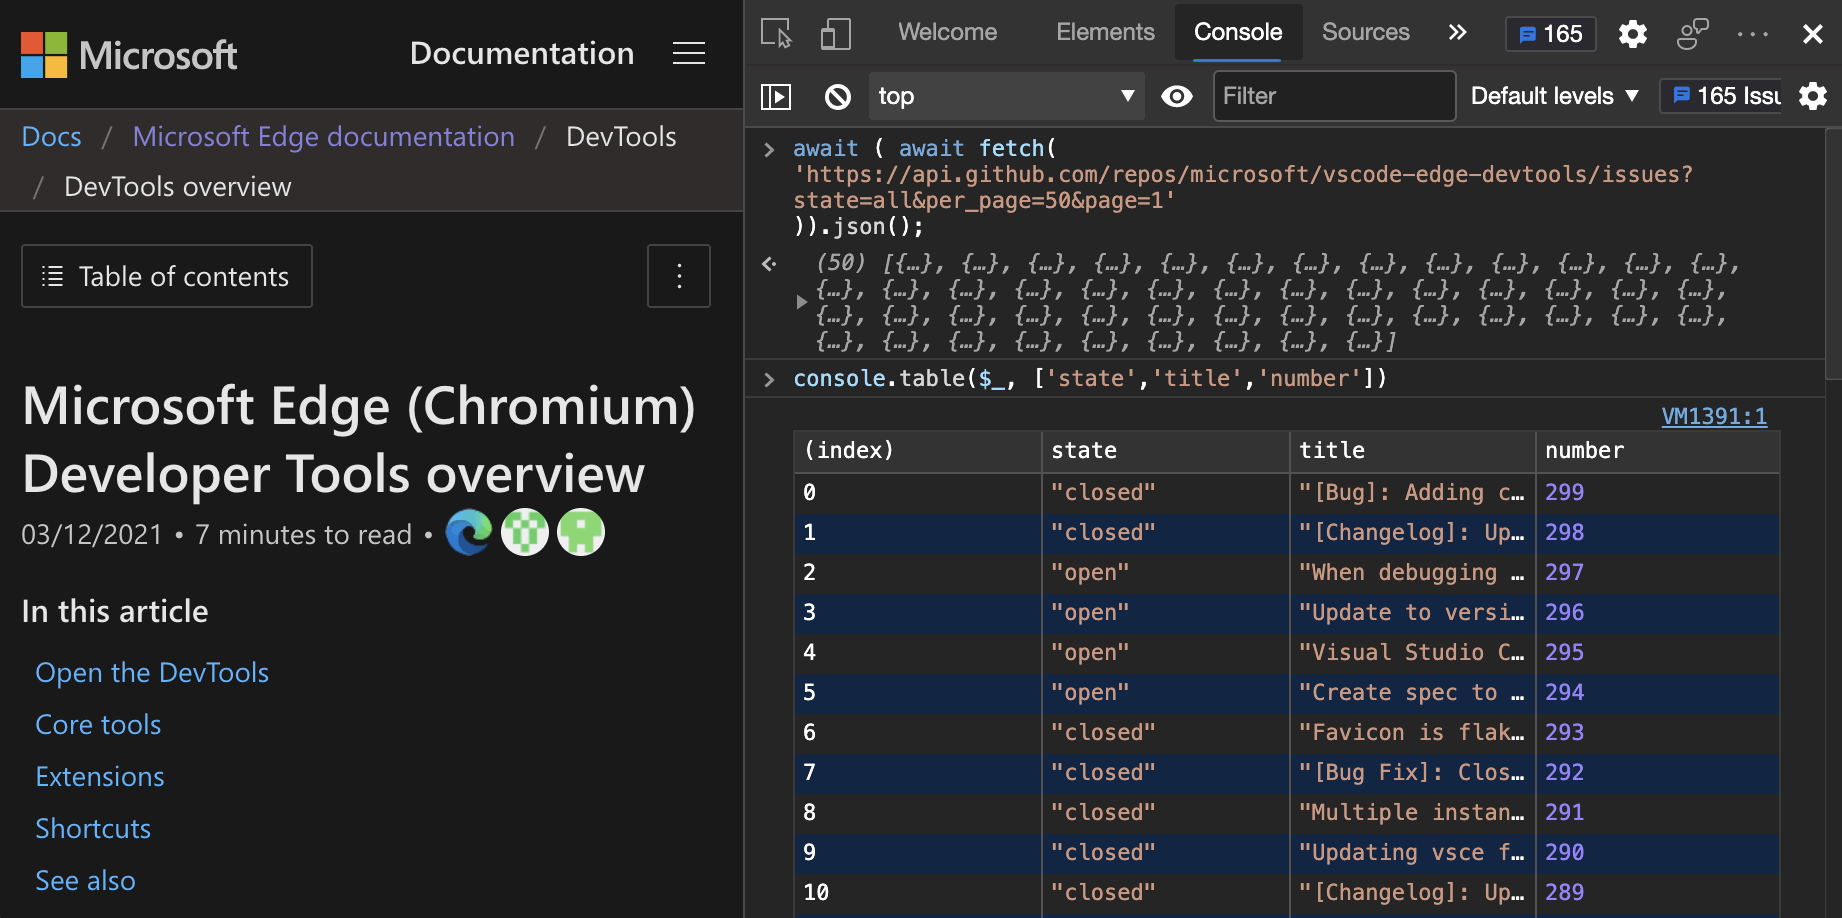 Microsoft
Documentation
Docs / Microsoft Edge documentation / DevTools
/ DevTools overview
Table of contents
Microsoft Edge (Chromium)
Developer Tools overview
03/12/2021 • 7 minutes to read •
In this article
Open the DevTools
Core tools
Extensions
Shortcuts
See also
Welcome Elements Console Sources » 165
top Filter Default levels 165 Issu
> await ( await fetch(
'https://api.github.com/repos/microsoft/vscode-edge-devtools/issues?
state=all&per_page=50&page=1'
)).json();
(50) [{…}, {…}, {…}, {…}, {…}, {…}, {…}, {…}, {…}, {…}, {…}, {…}, {…},
{…}, {…}, {…}, {…}, {…}, {…}, {…}, {…}, {…}, {…}, {…}, {…}, {…}, {…},
{…}, {…}, {…}, {…}, {…}, {…}, {…}, {…}, {…}, {…}, {…}, {…}, {…}, {…},
{…}, {…}, {…}, {…}, {…}, {…}, {…}, {…}, {…}]
> console.table($_, ['state','title','number'])
VM1391:1
(index) state title number
0 "closed" "[Bug]: Adding c… 299
1 "closed" "[Changelog]: Up… 298
2 "open" "When debugging … 297
3 "open" "Update to versi… 296
4 "open" "Visual Studio C… 295
5 "open" "Create spec to … 294
6 "closed" "Favicon is flak… 293
7 "closed" "[Bug Fix]: Clos… 292
8 "closed" "Multiple instan… 291
9 "closed" "Updating vsce f… 290
10 "closed" "[Changelog]: Up… 289